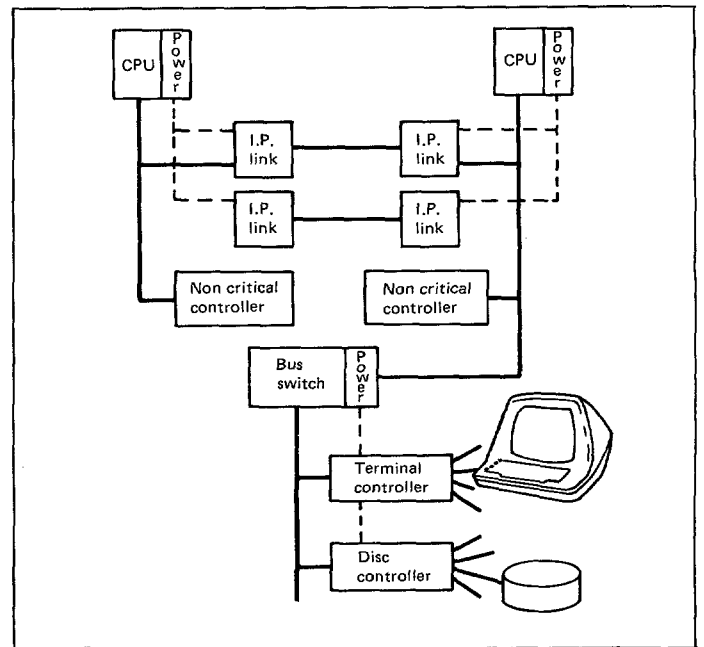 CPU
Power
CPU
Power
I.P.
link
I.P.
link
I.P.
link
I.P.
link
Non critical
controller
Non critical
controller
Bus
switch
Power
Terminal
controller
Disc
controller